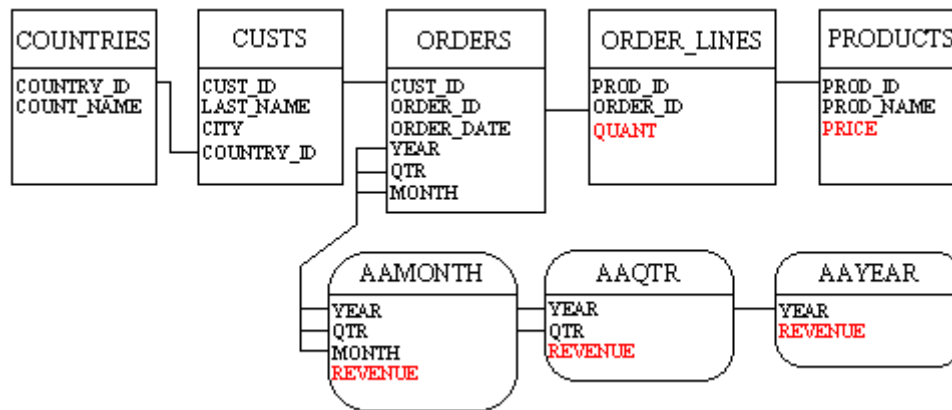 COUNTRIES
COUNTRY_ID
COUNT_NAME
CUSTS
CUST_ID
LAST_NAME
CITY
COUNTRY_ID
ORDERS
CUST_ID
ORDER_ID
ORDER_DATE
YEAR
QTR
MONTH
ORDER_LINES
PROD_ID
ORDER_ID
QUANT
PRODUCTS
PROD_ID
PROD_NAME
PRICE
AAMONTH
YEAR
QTR
MONTH
REVENUE
AAQTR
YEAR
QTR
REVENUE
AAYEAR
YEAR
REVENUE